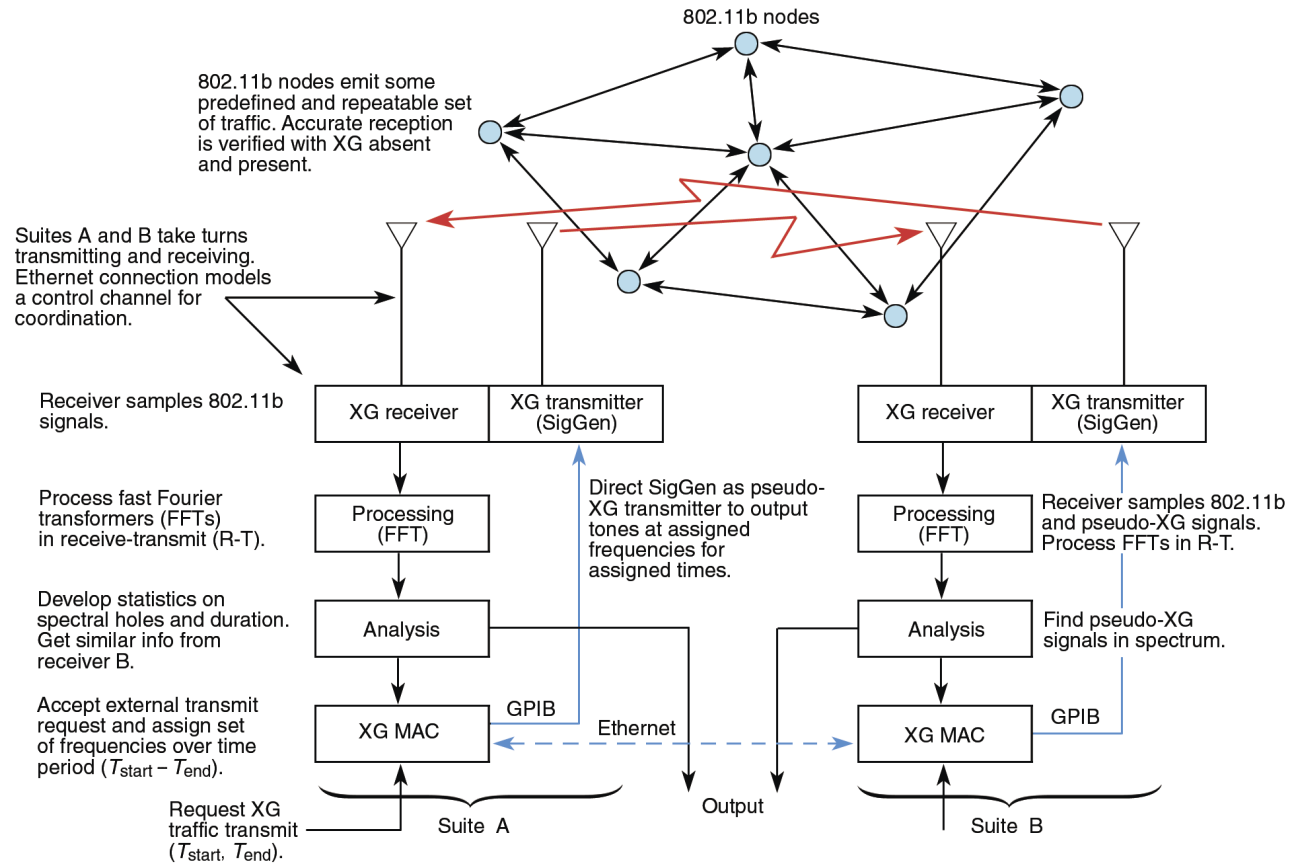 802.11b nodes
802.11b nodes emit some
predefined and repeatable set
of traffic. Accurate reception
is verified with XG absent
and present.
Suites A and B take turns
transmitting and receiving.
Ethernet connection models
a control channel for
coordination.
Receiver samples 802.11b
signals.
XG receiver
XG transmitter
(SigGen)
XG receiver
XG transmitter
(SigGen)
Process fast Fourier
transformers (FFTs)
in receive-transmit (R-T).
Processing
(FFT)
Direct SigGen as pseudo-
XG transmitter to output
tones at assigned
frequencies for
assigned times.
Processing
(FFT)
Receiver samples 802.11b
and pseudo-XG signals.
Process FFTs in R-T.
Develop statistics on
spectral holes and duration.
Get similar info from
receiver B.
Analysis
Analysis
Find pseudo-XG
signals in spectrum.
Accept external transmit
request and assign set
of frequencies over time
period (Tstart – Tend).
XG MAC
GPIB
Ethernet
XG MAC
GPIB
Request XG
traffic transmit
(Tstart, Tend).
Suite A
Output
Suite B